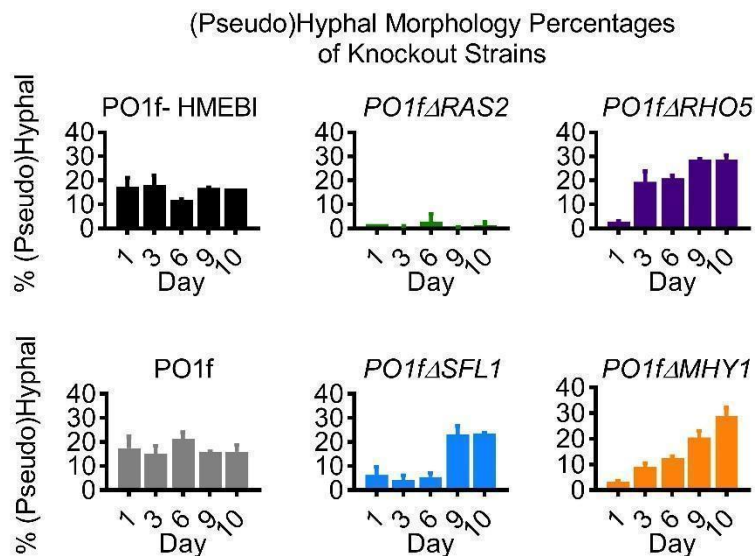 (Pseudo)Hyphal Morphology Percentages
of Knockout Strains
PO1f- HMEBI
PO1fΔRAS2
PO1fΔRHO5
% (Pseudo)Hyphal
40
30
20
10
0
1 3 6 9 10
Day
40
30
20
10
0
1 3 6 9 10
Day
40
30
20
10
0
1 3 6 9 10
Day
PO1f
PO1fΔSFL1
PO1fΔMHY1
% (Pseudo)Hyphal
40
30
20
10
0
1 3 6 9 10
Day
40
30
20
10
0
1 3 6 9 10
Day
40
30
20
10
0
1 3 6 9 10
Day